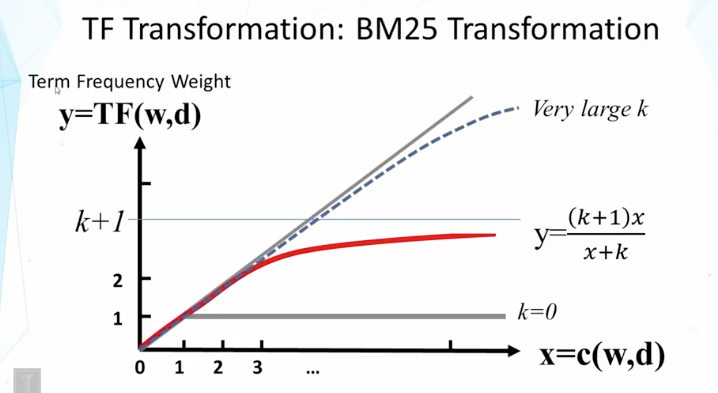 TF Transformation: BM25 Transformation
Term Frequency Weight
y=TF(w,d)
Very large k
k+1
y=(k+1)x
x+k
2
1
k=0
0 1 2 3 ...
x=c(w,d)